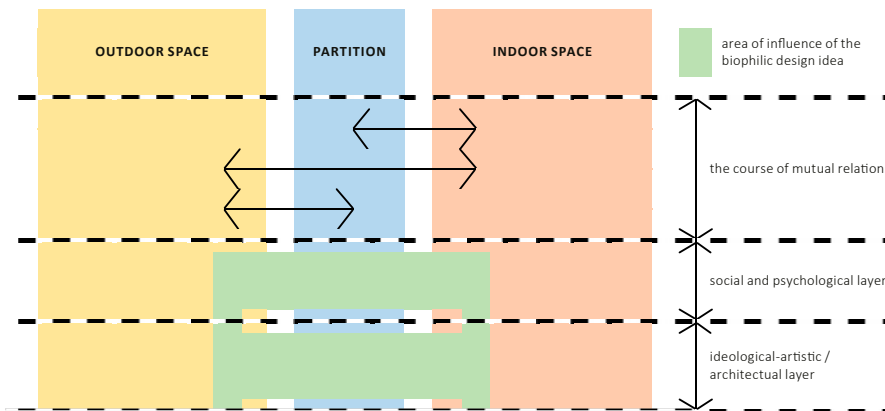 OUTDOOR SPACE
PARTITION
INDOOR SPACE
area of influence of the
biophilic design idea
the course of mutual relation
social and psychological layer
ideological-artistic /
architectual layer